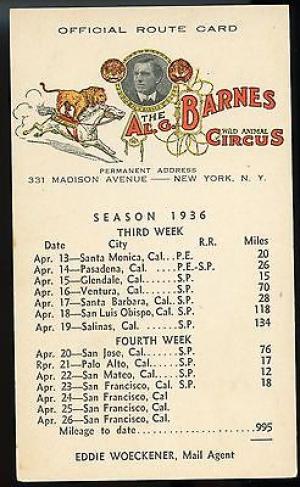 OFFICIAL ROUTE CARD
THE
AL.G. BARNES
WILD ANIMAL
CIRCUS
PERMANENT ADDRESS
331 MADISON AVENUE — NEW YORK, N. Y.
SEASON 1936
THIRD WEEK
Date City R.R. Miles
Apr. 13—Santa Monica, Cal...P.E. 20
Apr. 14—Pasadena, Cal. ....P.E.-S.P. 26
Apr. 15—Glendale, Cal......S.P. 15
Apr. 16—Ventura, Cal. ......S.P. 70
Apr. 17—Santa Barbara, Cal..S.P. 28
Apr. 18—San Luis Obispo, Cal. S.P. 118
Apr. 19—Salinas, Cal. ......S.P. 134
FOURTH WEEK
Apr. 20—San Jose, Cal.......S.P. 76
Rpr. 21—Palo Alto, Cal......S.P. 17
Apr. 22—San Mateo, Cal. ...S.P. 12
Apr. 23—San Francisco, Cal. S.P. 18
Apr. 24—San Francisco, Cal
Apr. 25—San Francisco, Cal.
Apr. 26—San Francisco, Cal.
Mileage to date...................995
EDDIE WOECKENER, Mail Agent